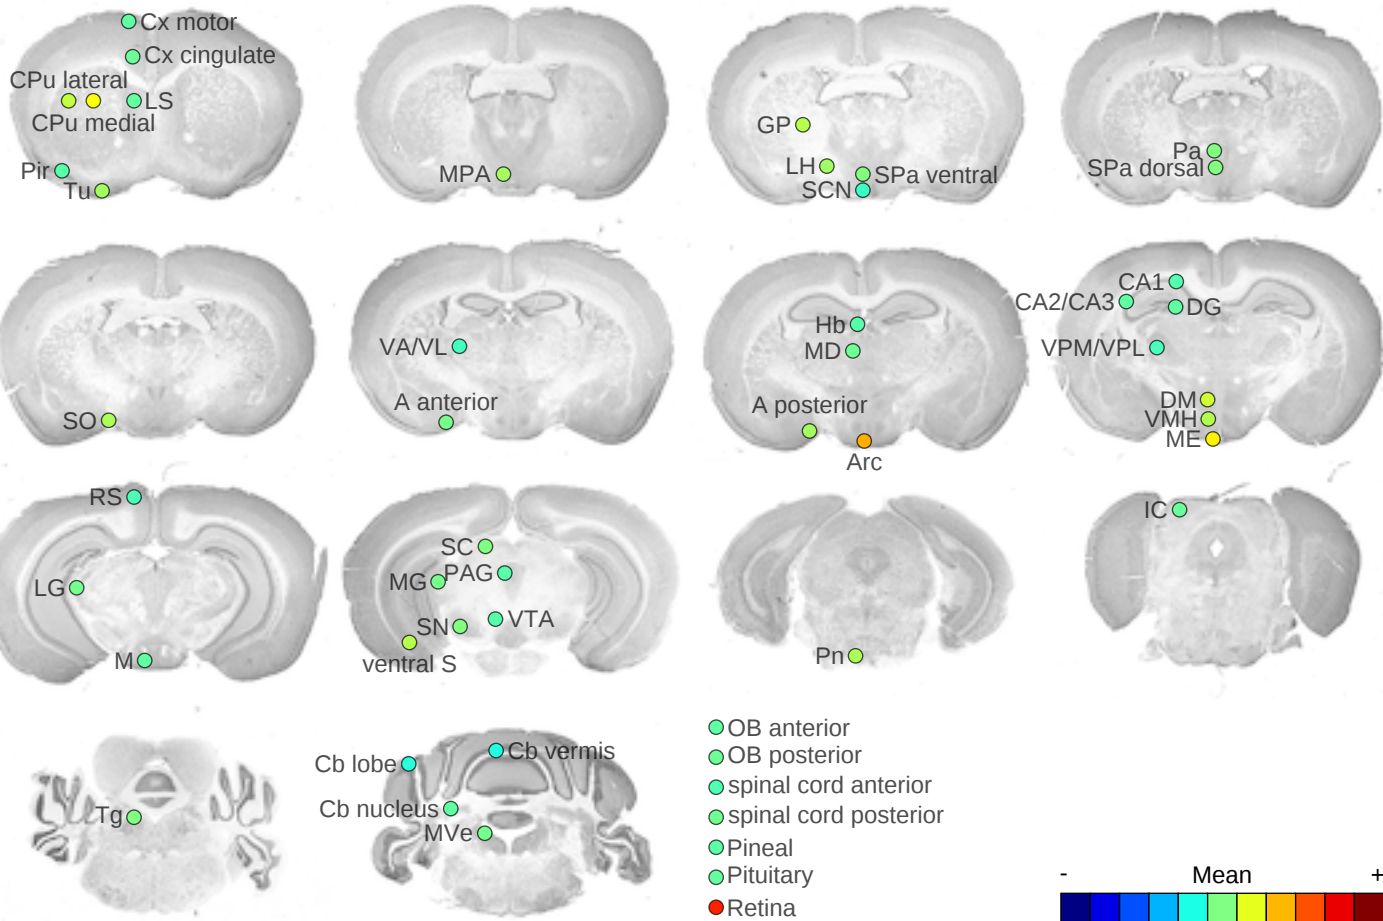 Cx motor
Cx cingulate
CPu lateral
LS
CPu medial
Pir
Tu
MPA
GP
LH
SPa ventral
SCN
Pa
SPa dorsal
SO
VA/VL
A anterior
Hb
MD
A posterior
Arc
CA1
CA2/CA3
DG
VPM/VPL
DM
VMH
ME
RS
LG
M
SC
MG
PAG
SN
VTA
ventral S
Pn
IC
Tg
Cb lobe
Cb vermis
Cb nucleus
MVe
OB anterior
OB posterior
spinal cord anterior
spinal cord posterior
Pineal
Pituitary
Retina
- Mean +